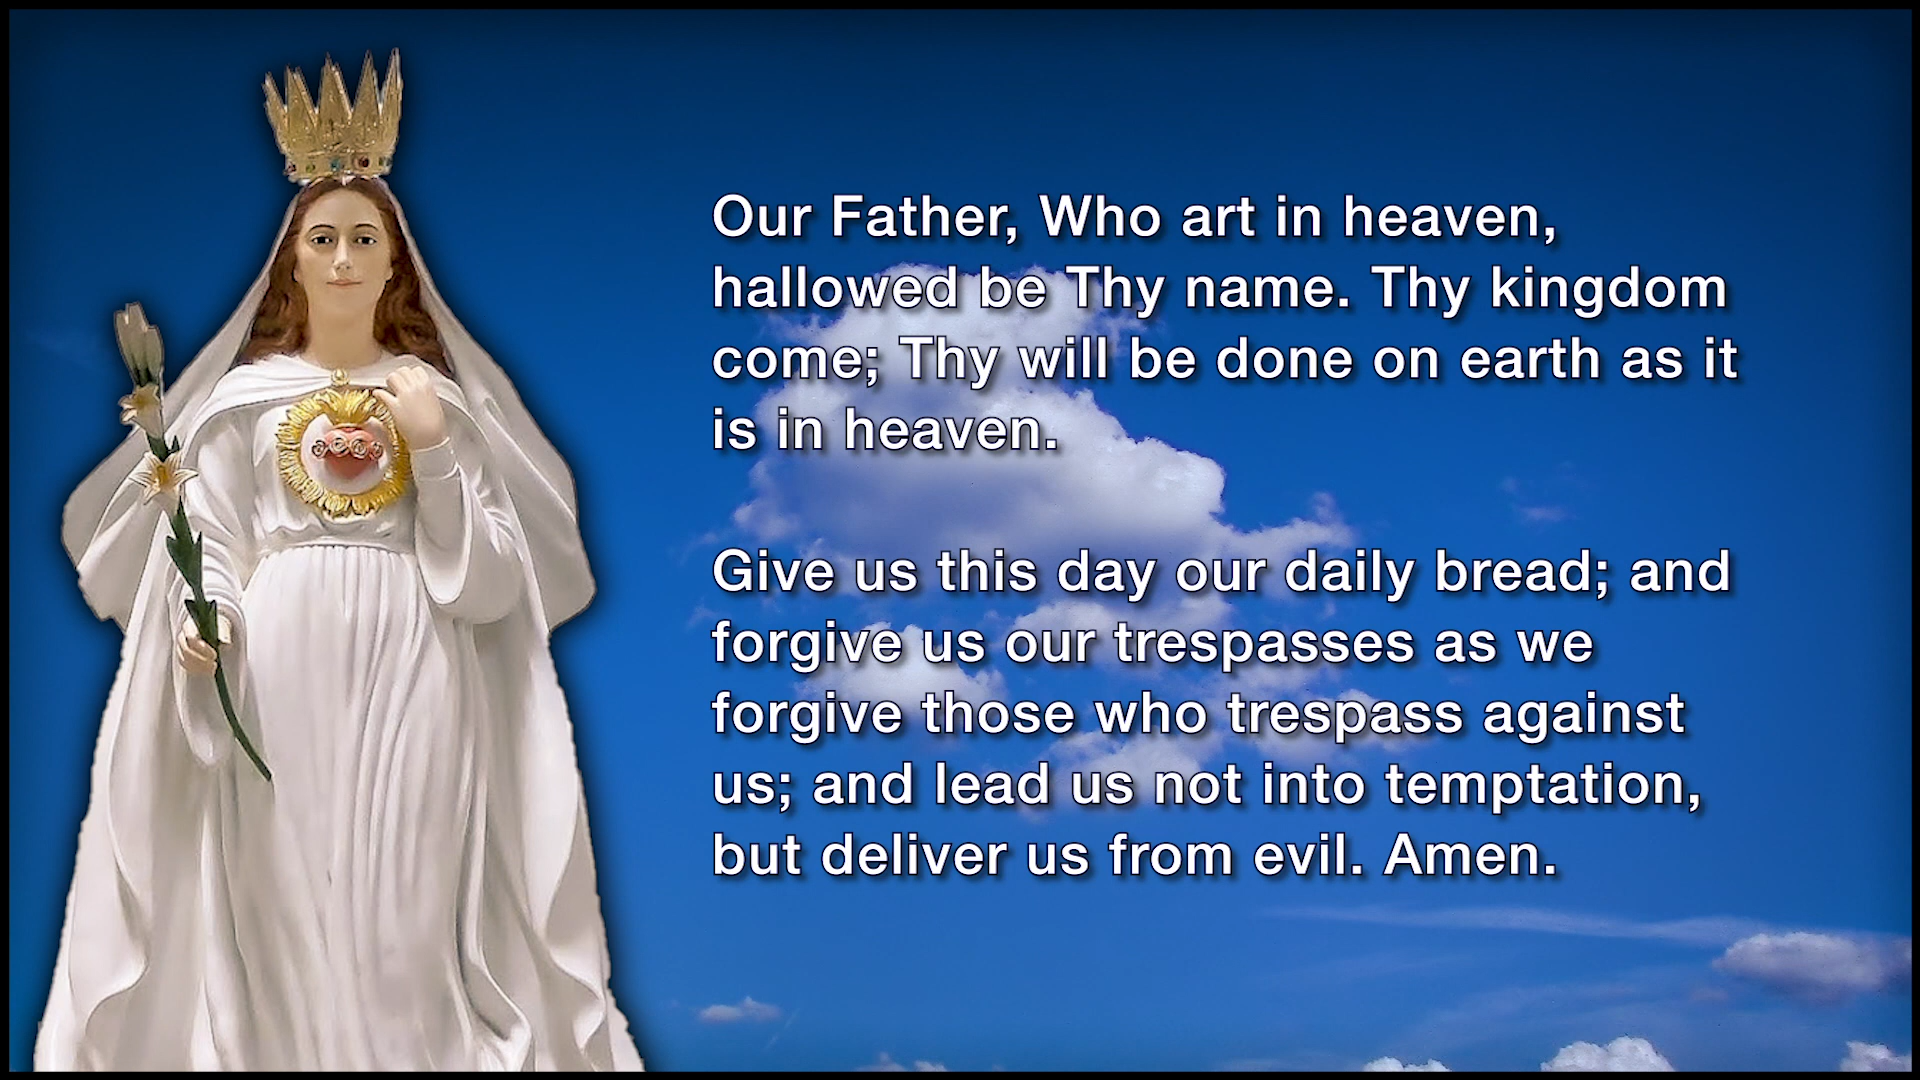 Our Father, Who art in heaven,
hallowed be Thy name. Thy kingdom
come; Thy will be done on earth as it
is in heaven.
Give us this day our daily bread; and
forgive us our trespasses as we
forgive those who trespass against
us; and lead us not into temptation,
but deliver us from evil. Amen.